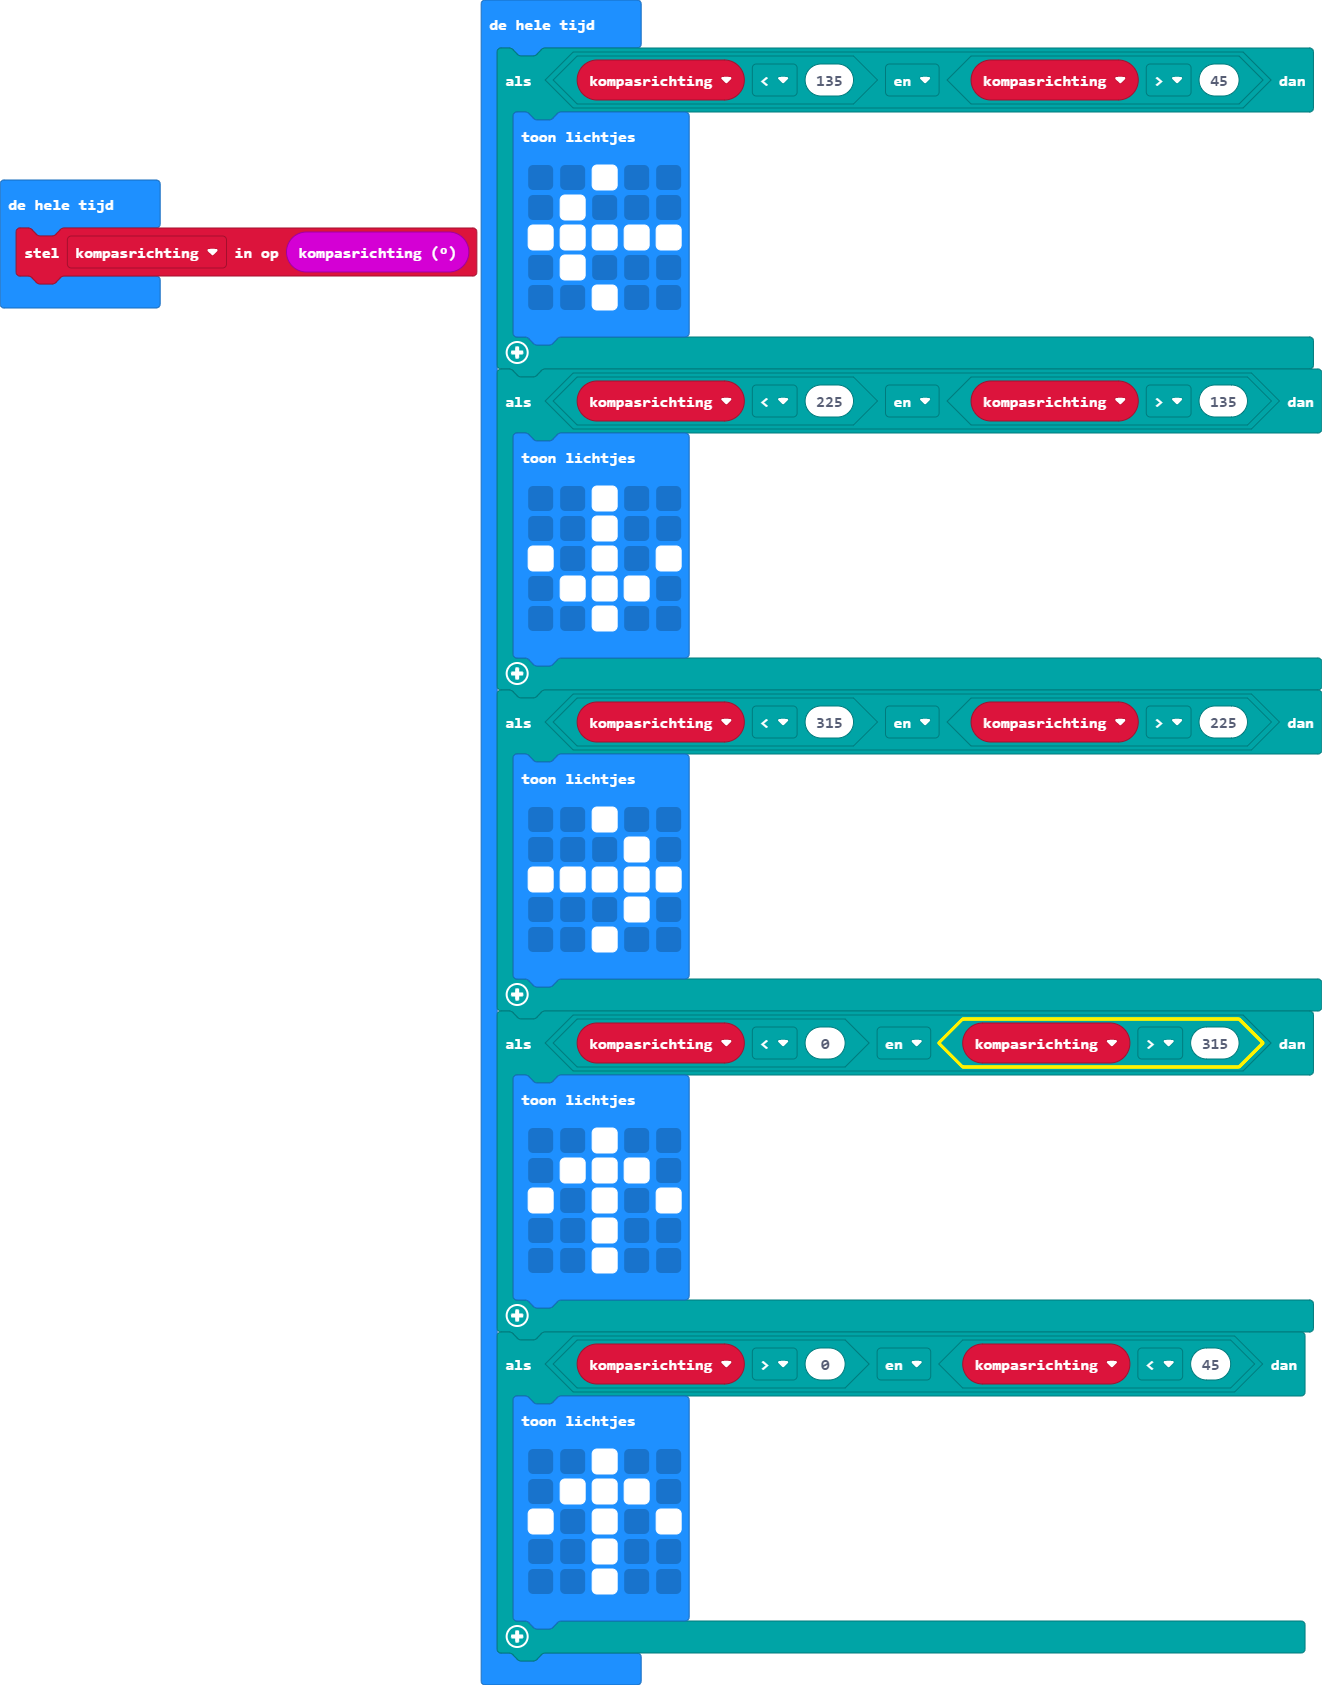 de hele tijd
stel kompasrichting in op kompasrichting (°)
de hele tijd
als kompasrichting < 135 en kompasrichting > 45 dan
toon lichtjes
als kompasrichting < 225 en kompasrichting > 135 dan
toon lichtjes
als kompasrichting < 315 en kompasrichting > 225 dan
toon lichtjes
als kompasrichting < 0 en kompasrichting > 315 dan
toon lichtjes
als kompasrichting > 0 en kompasrichting < 45 dan
toon lichtjes